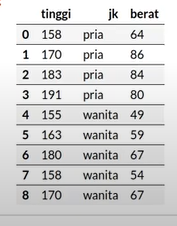 tinggi jk berat
0 158 pria 64
1 170 pria 86
2 183 pria 84
3 191 pria 80
4 155 wanita 49
5 163 wanita 59
6 180 wanita 67
7 158 wanita 54
8 170 wanita 67